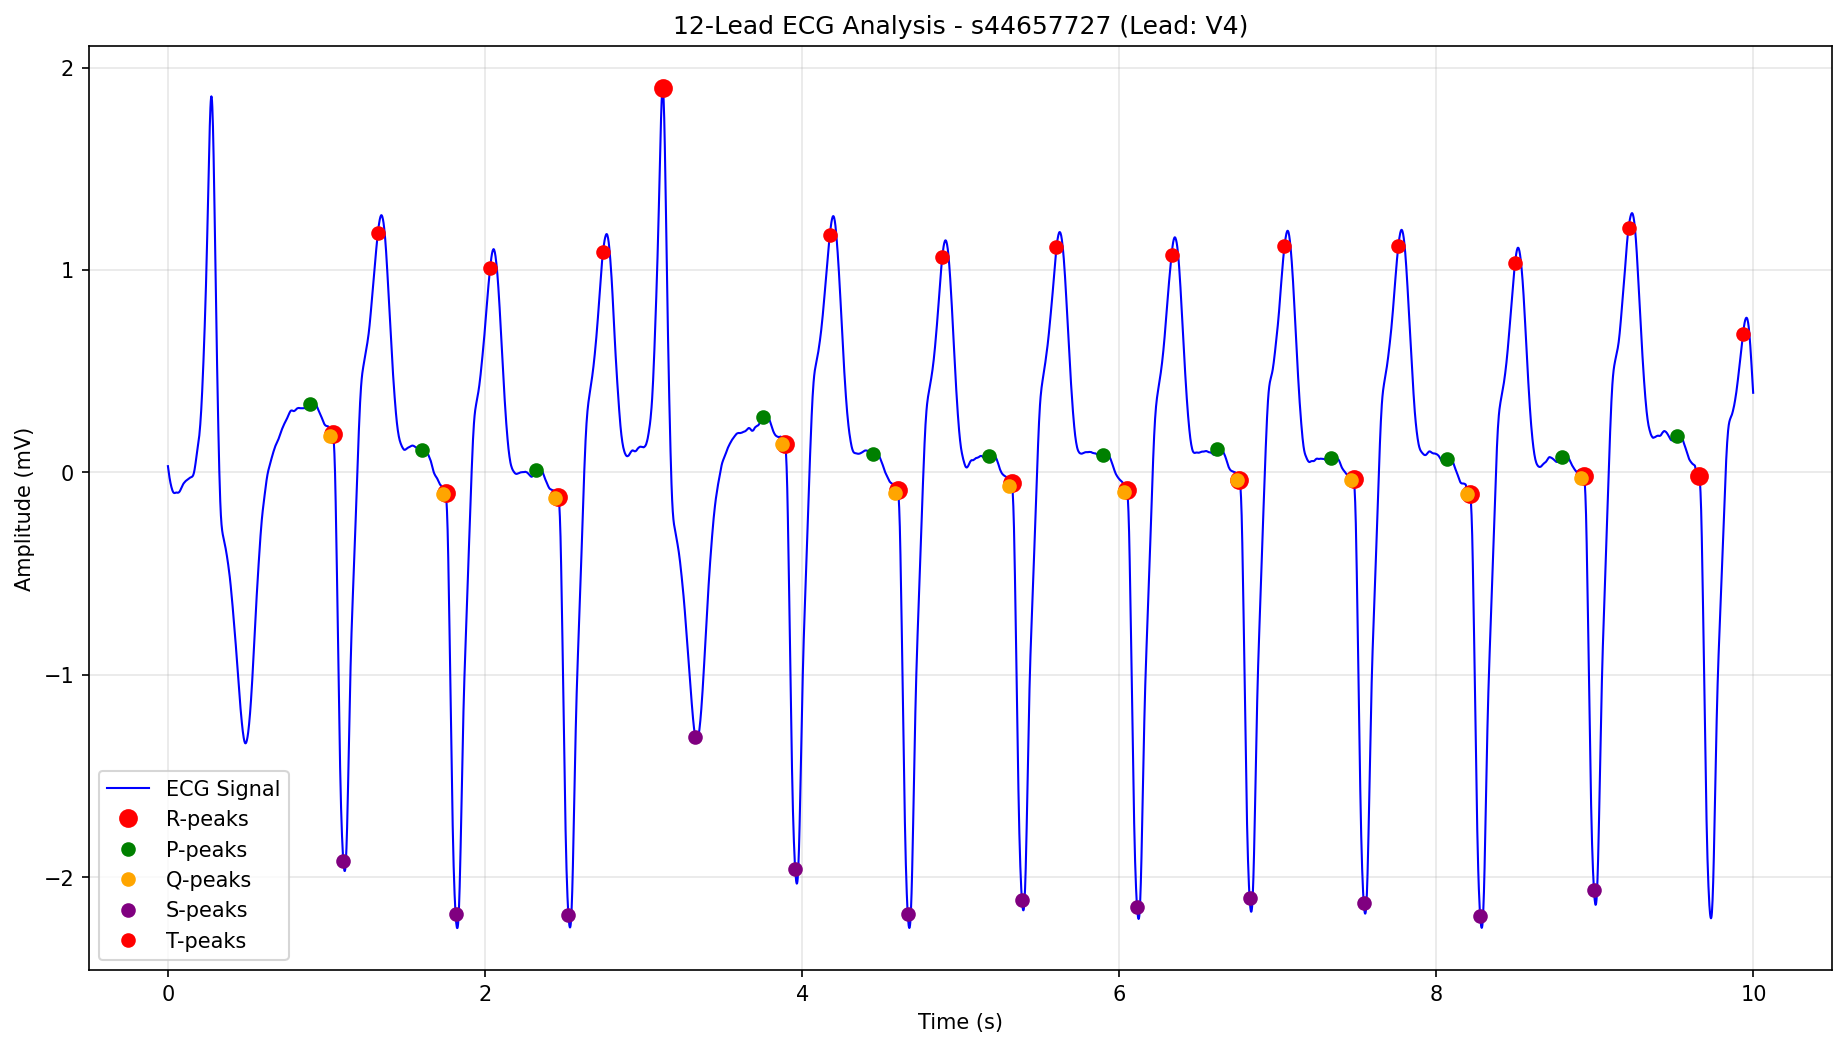 12-Lead ECG Analysis - s44657727 (Lead: V4)
Amplitude (mV)
2
1
0
−1
−2
ECG Signal
R-peaks
P-peaks
Q-peaks
S-peaks
T-peaks
0 2 4 6 8 10
Time (s)